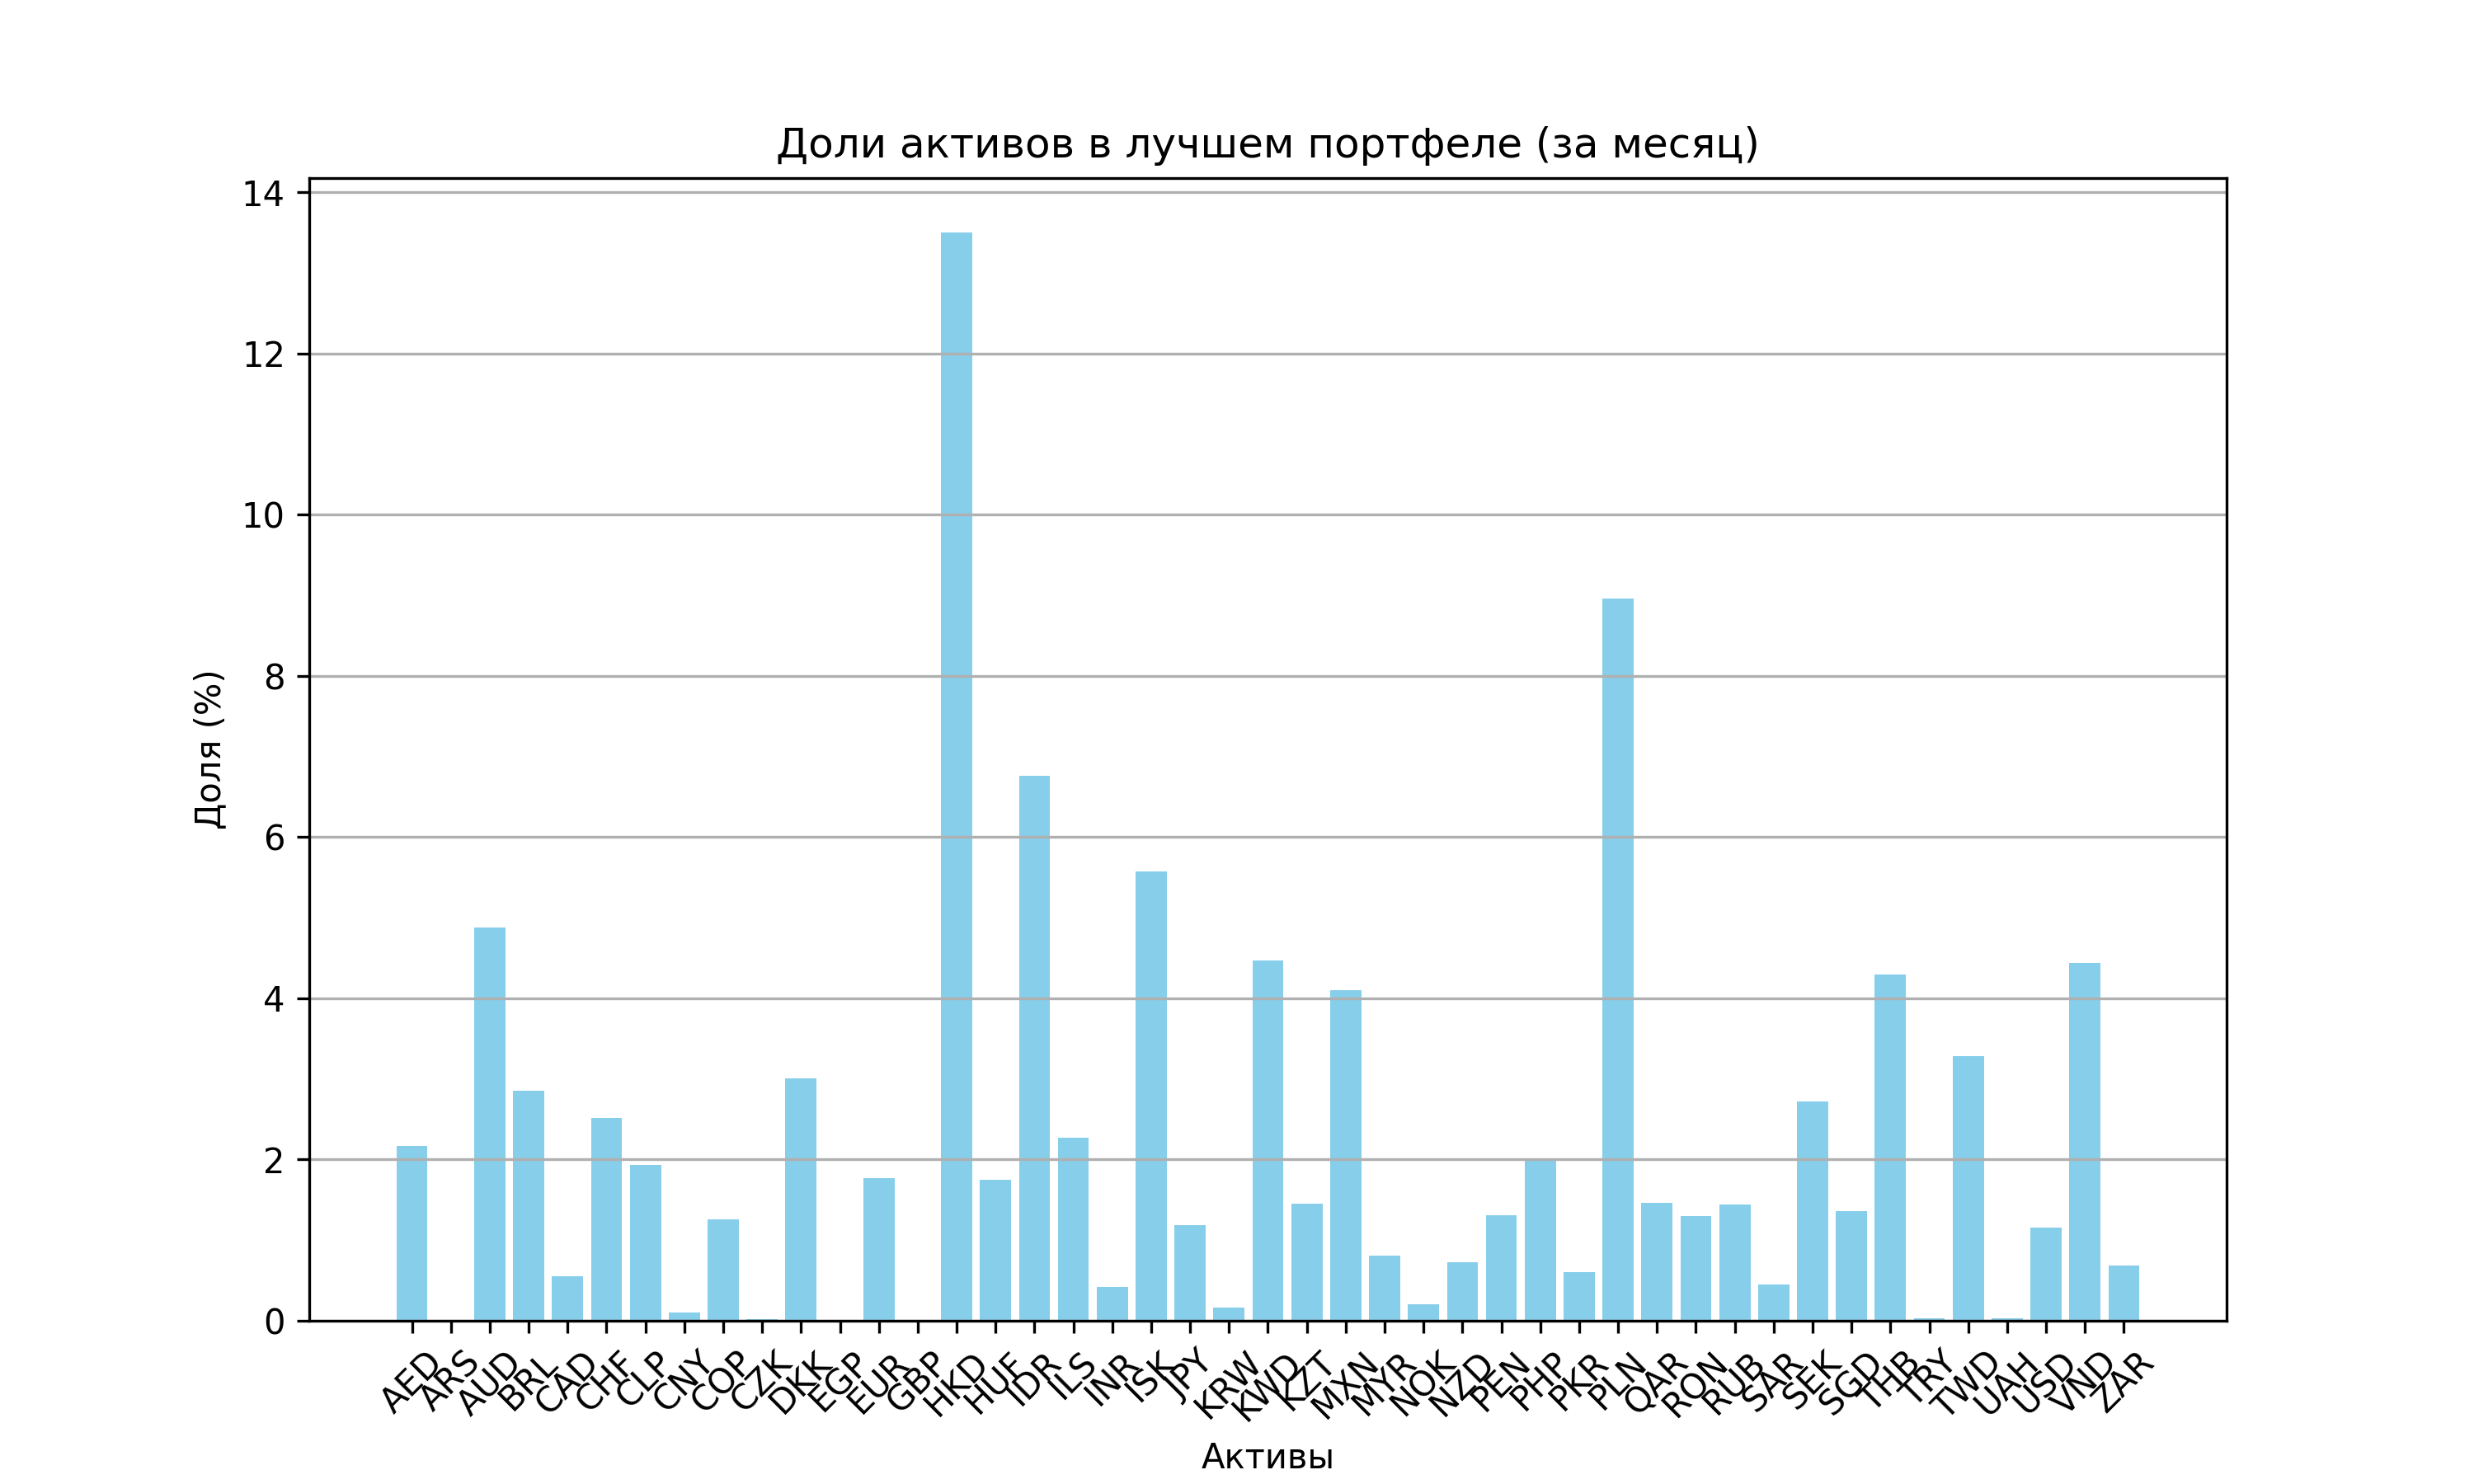 Доли активов в лучшем портфеле (за месяц)
14
12
10
8
6
4
2
0
Доля (%)
AED
ARS
AUD
BRL
CAD
CHF
CLP
CNY
COP
CZK
DKK
EGP
EUR
GBP
HKD
HUF
IDR
ILS
INR
ISK
JPY
KRW
KWD
KZT
MXN
MYR
NOK
NZD
PEN
PHP
PKR
PLN
QAR
RON
RUB
SAR
SEK
SGD
THB
TRY
TWD
UAH
USD
VND
ZAR
Активы